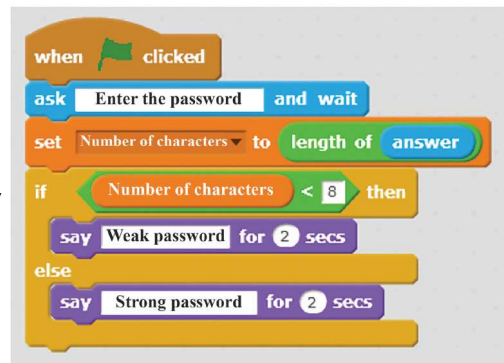 when clicked
ask Enter the password and wait
set Number of characters to length of answer
if Number of characters < 8 then
say Weak password for 2 secs
else
say Strong password for 2 secs